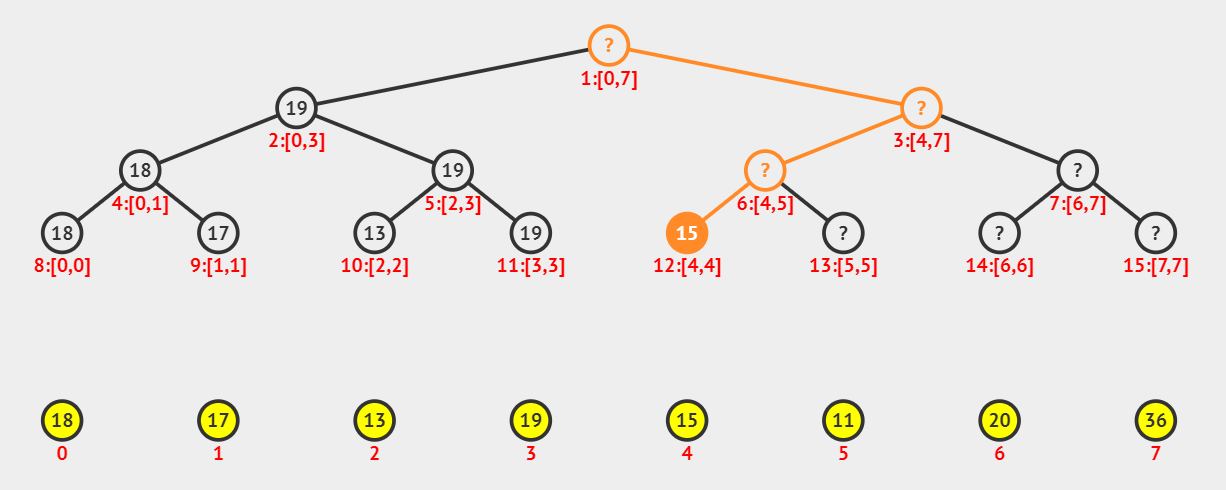 ?
1:[0,7]
19 ?
2:[0,3] 3:[4,7]
18 19 ? ?
4:[0,1] 5:[2,3] 6:[4,5] 7:[6,7]
18 17 13 19 15 ? ? ?
8:[0,0] 9:[1,1] 10:[2,2] 11:[3,3] 12:[4,4] 13:[5,5] 14:[6,6] 15:[7,7]
18 17 13 19 15 11 20 36
0 1 2 3 4 5 6 7